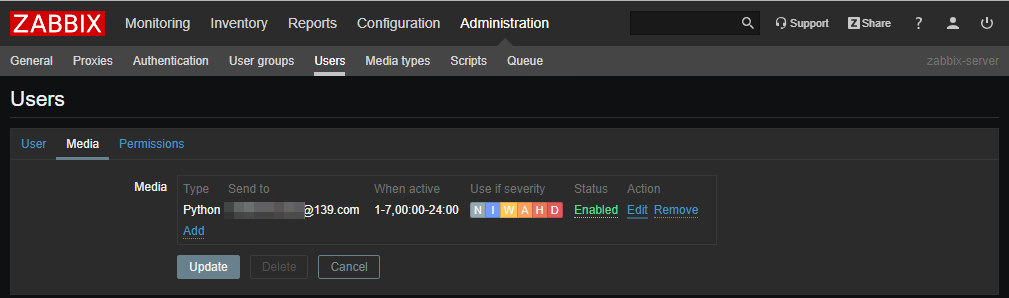 ZABBIX Monitoring Inventory Reports Configuration Administration Support Z Share ?
General Proxies Authentication User groups Users Media types Scripts Queue zabbix-server
Users
User Media Permissions
Media Type Send to When active Use if severity Status Action
Python @139.com 1-7,00:00-24:00 N I W A H D Enabled Edit Remove
Add
Update Delete Cancel